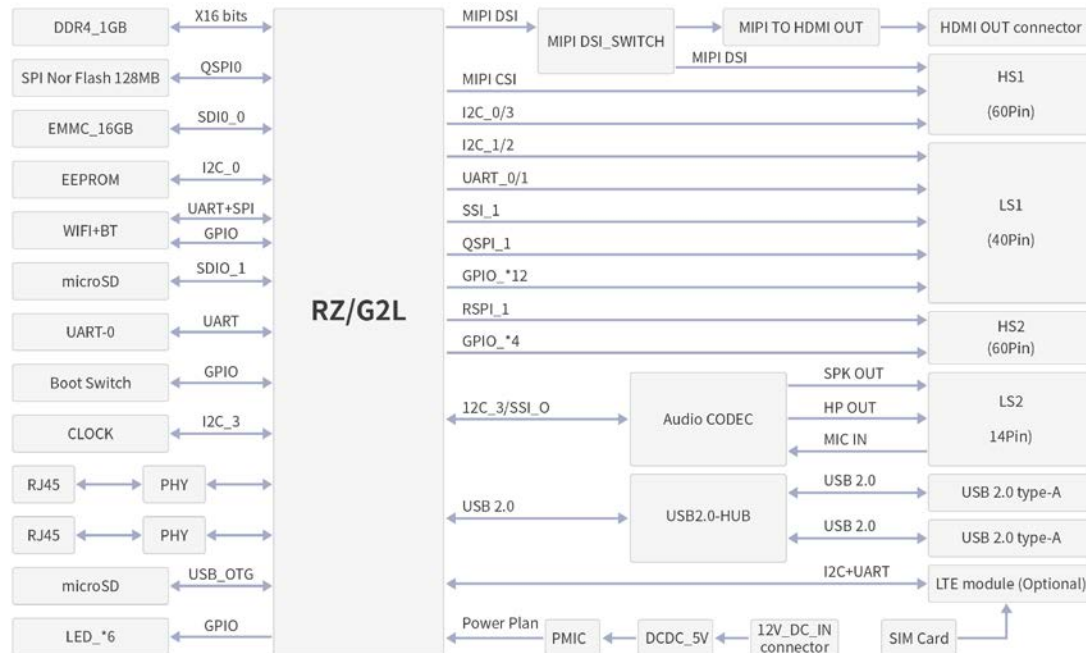 DDR4_1GB
X16 bits
SPI Nor Flash 128MB
QSPI0
EMMC_16GB
SDI0_0
EEPROM
I2C_0
WIFI+BT
UART+SPI
GPIO
microSD
SDIO_1
UART-0
UART
Boot Switch
GPIO
CLOCK
I2C_3
RJ45
PHY
RJ45
PHY
microSD
USB_OTG
LED_*6
GPIO
RZ/G2L
MIPI DSI
MIPI DSI_SWITCH
MIPI TO HDMI OUT
HDMI OUT connector
MIPI DSI
MIPI CSI
I2C_0/3
HS1
(60Pin)
I2C_1/2
UART_0/1
SSI_1
QSPI_1
GPIO_*12
LS1
(40Pin)
RSPI_1
GPIO_*4
HS2
(60Pin)
12C_3/SSI_O
Audio CODEC
SPK OUT
HP OUT
MIC IN
LS2
14Pin)
USB 2.0
USB2.0-HUB
USB 2.0
USB 2.0 type-A
USB 2.0
USB 2.0 type-A
I2C+UART
LTE module (Optional)
Power Plan
PMIC
DCDC_5V
12V_DC_IN
connector
SIM Card